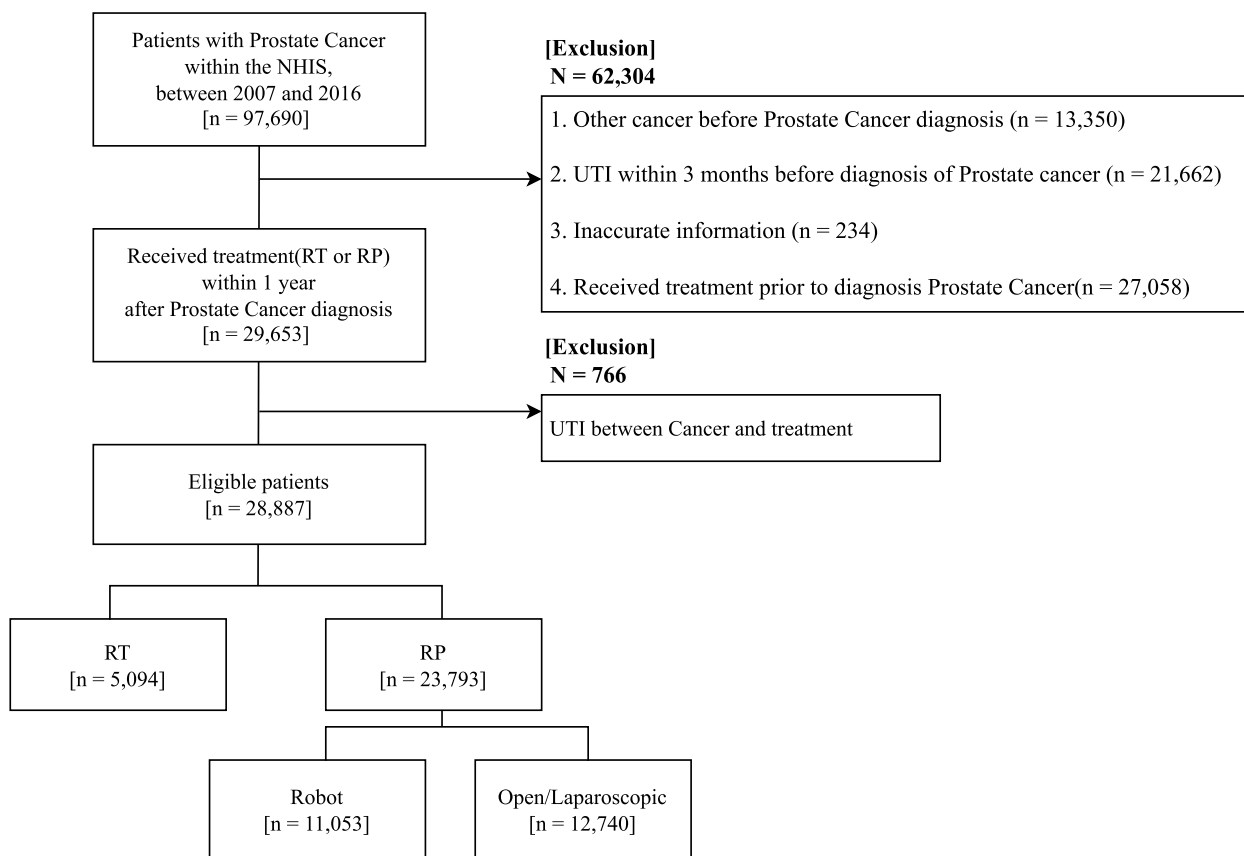 Patients with Prostate Cancer
within the NHIS,
between 2007 and 2016
[n = 97,690]
[Exclusion]
N = 62,304
1. Other cancer before Prostate Cancer diagnosis (n = 13,350)
2. UTI within 3 months before diagnosis of Prostate cancer (n = 21,662)
3. Inaccurate information (n = 234)
4. Received treatment prior to diagnosis Prostate Cancer(n = 27,058)
Received treatment(RT or RP)
within 1 year
after Prostate Cancer diagnosis
[n = 29,653]
[Exclusion]
N = 766
UTI between Cancer and treatment
Eligible patients
[n = 28,887]
RT
[n = 5,094]
RP
[n = 23,793]
Robot
[n = 11,053]
Open/Laparoscopic
[n = 12,740]